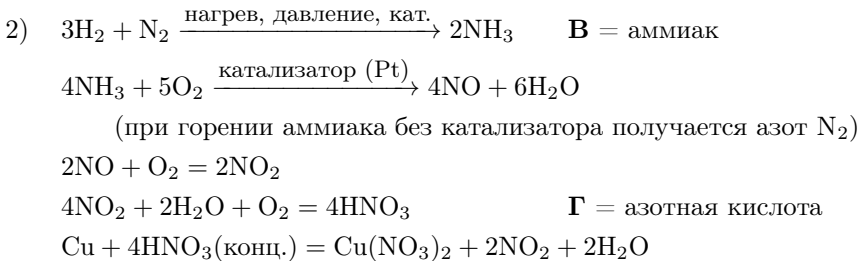 2) 3H₂ + N₂ —нагрев, давление, кат.→ 2NH₃ В = аммиак
4NH₃ + 5O₂ —катализатор (Pt)→ 4NO + 6H₂O
(при горении аммиака без катализатора получается азот N₂)
2NO + O₂ = 2NO₂
4NO₂ + 2H₂O + O₂ = 4HNO₃ Г = азотная кислота
Cu + 4HNO₃(конц.) = Cu(NO₃)₂ + 2NO₂ + 2H₂O